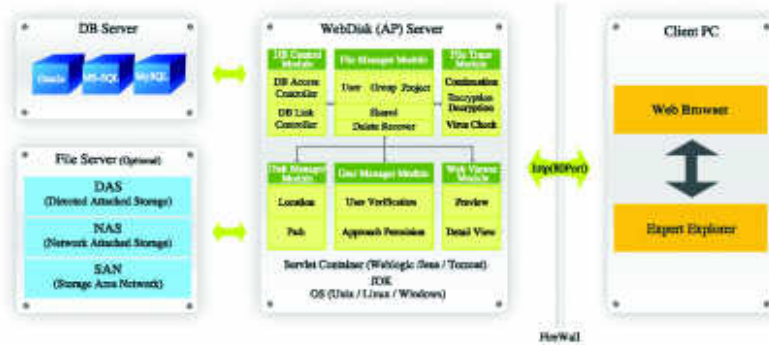 DB Server
Oracle
MS-SQL
MySQL
File Server (Optional)
DAS
(Directed Attached Storage)
NAS
(Network Attached Storage)
SAN
(Storage Area Network)
WebDisk (AP) Server
DB Control
Module
DB Access
Controller
DB Link
Controller
File Manager Module
User Group Project
Shared
Delete Recover
File Trans
Module
Continuation
Encryption
Decryption
Virus Check
Disk Manager
Module
Location
Path
User Manager Module
User Verification
Approach Permission
Web Viewer
Module
Preview
Detail View
Servlet Container (Weblogic /Jeus / Tomcat)
JDK
OS (Unix / Linux / Windows)
http(80Port)
FireWall
Client PC
Web Browser
Expert Explorer